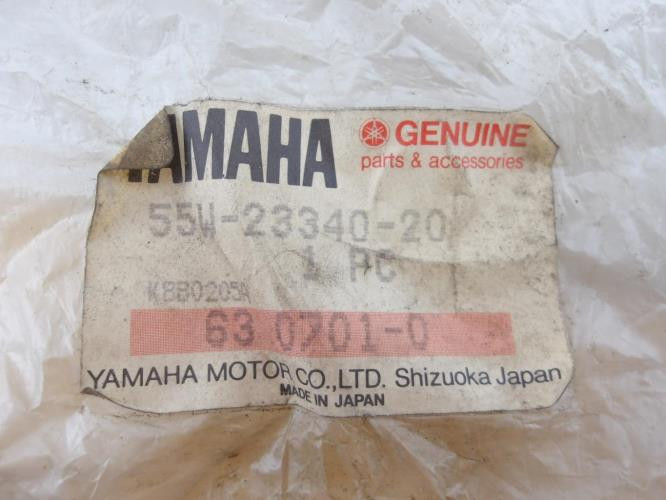 YAMAHA GENUINE
parts & accessories
55W-23340-20
1 PC
KBB0205A
63 0701-0
YAMAHA MOTOR CO.,LTD. Shizuoka Japan
MADE IN JAPAN